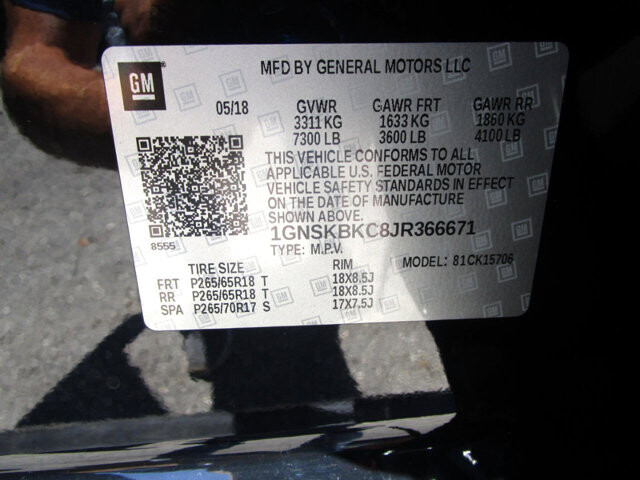 GM
MFD BY GENERAL MOTORS LLC
05/18 GVWR GAWR FRT GAWR RR
3311 KG 1633 KG 1860 KG
7300 LB 3600 LB 4100 LB
THIS VEHICLE CONFORMS TO ALL
APPLICABLE U.S. FEDERAL MOTOR
VEHICLE SAFETY STANDARDS IN EFFECT
ON THE DATE OF MANUFACTURE
SHOWN ABOVE.
8555
1GNSKBKC8JR366671
TYPE: M.P.V. MODEL: 81CK15706
TIRE SIZE RIM
FRT P265/65R18 T 18X8.5J
RR P265/65R18 T 18X8.5J
SPA P265/70R17 S 17X7.5J